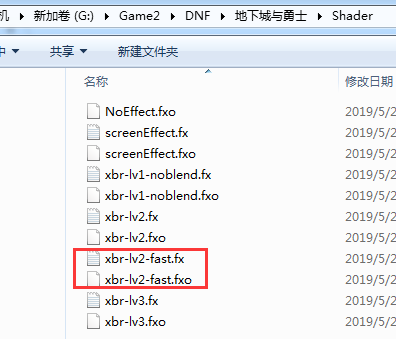 机 ▸ 新加卷 (G:) ▸ Game2 ▸ DNF ▸ 地下城与勇士 ▸ Shader
中 ▼ 共享 ▼ 新建文件夹
名称 修改日期
NoEffect.fxo 2019/5/2
screenEffect.fx 2019/5/2
screenEffect.fxo 2019/5/2
xbr-lv1-noblend.fx 2019/5/2
xbr-lv1-noblend.fxo 2019/5/2
xbr-lv2.fx 2019/5/2
xbr-lv2.fxo 2019/5/2
xbr-lv2-fast.fx 2019/5/2
xbr-lv2-fast.fxo 2019/5/2
xbr-lv3.fx 2019/5/2
xbr-lv3.fxo 2019/5/2